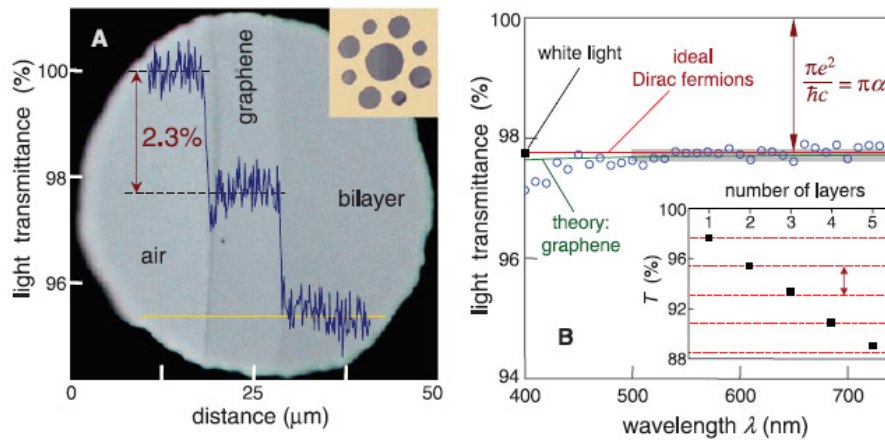 A
light transmittance (%)
100
98
96
2.3%
graphene
air
bilayer
0
25
50
distance (μm)
B
light transmittance (%)
100
98
96
94
white light
ideal
Dirac fermions
πe²/ħc = πα
theory:
graphene
number of layers
1 2 3 4 5
T (%)
100
96
92
88
400 500 600 700
wavelength λ (nm)